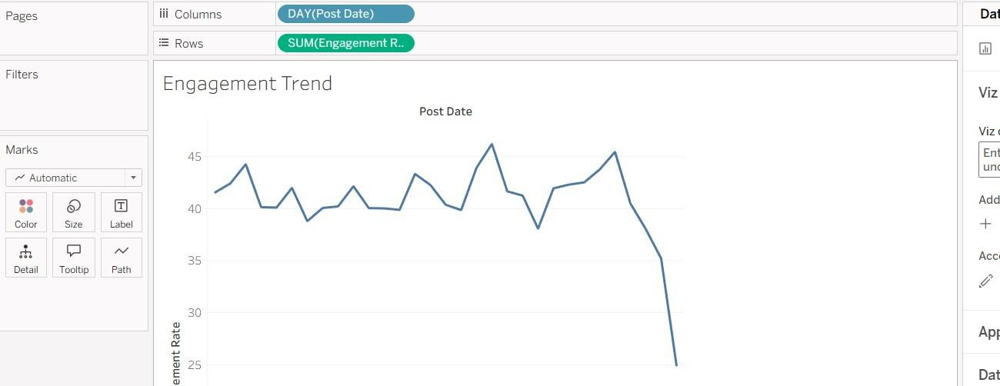 Pages
Columns
DAY(Post Date)
Rows
SUM(Engagement R..
Filters
Marks
Automatic
Color
Size
Label
Detail
Tooltip
Path
Engagement Trend
Post Date
45
40
35
30
25
ement Rate
Dat
Viz
Viz
Ent
Add
Acc
App
Dat